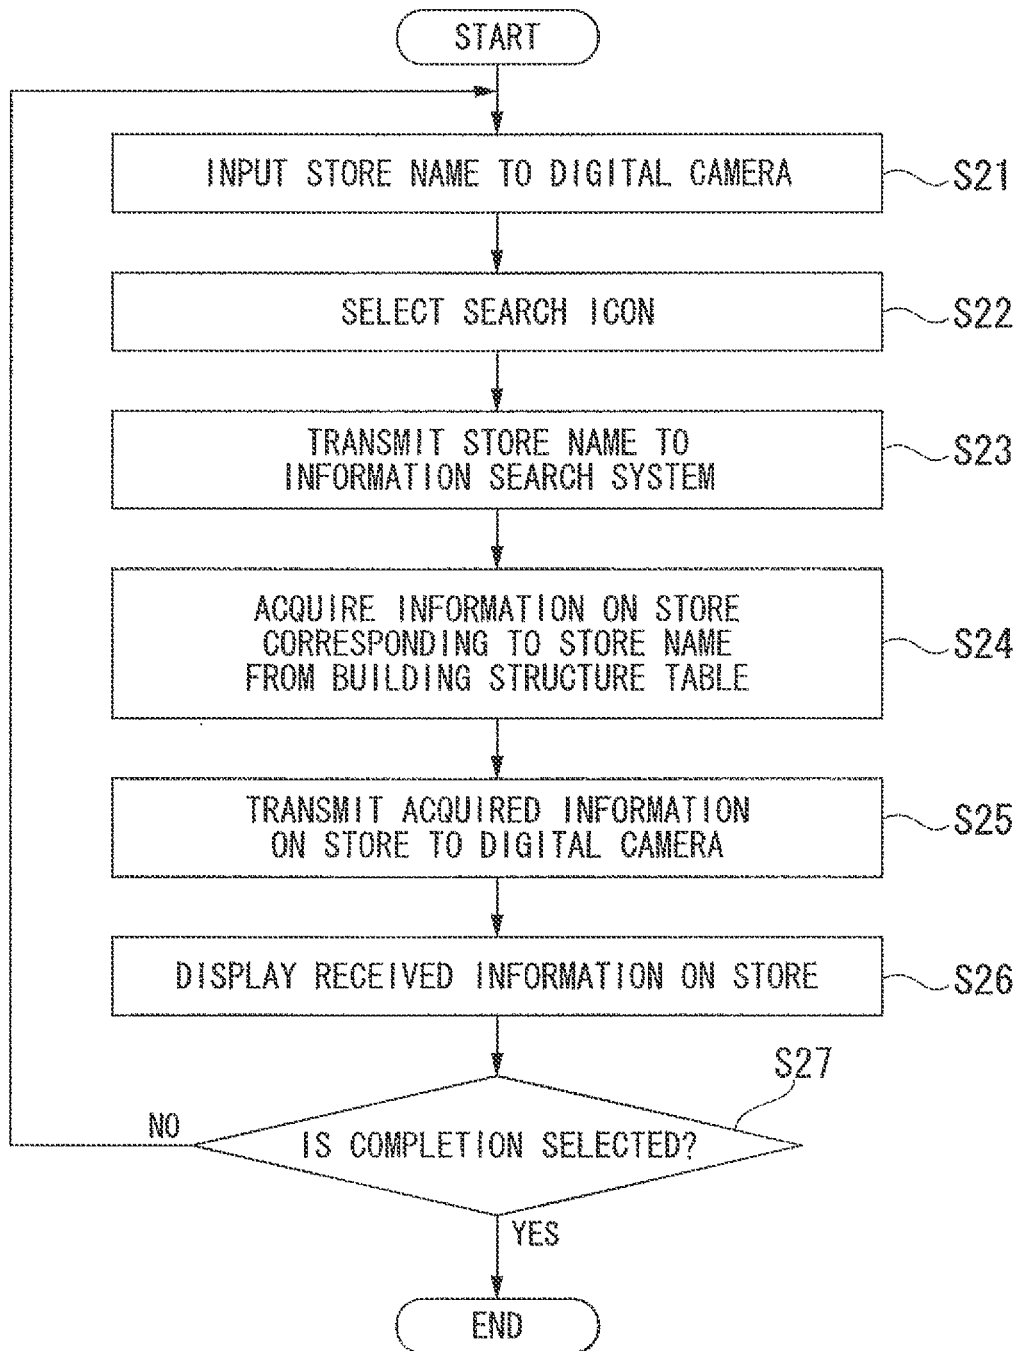 START
INPUT STORE NAME TO DIGITAL CAMERA
S21
SELECT SEARCH ICON
S22
TRANSMIT STORE NAME TO
INFORMATION SEARCH SYSTEM
S23
ACQUIRE INFORMATION ON STORE
CORRESPONDING TO STORE NAME
FROM BUILDING STRUCTURE TABLE
S24
TRANSMIT ACQUIRED INFORMATION
ON STORE TO DIGITAL CAMERA
S25
DISPLAY RECEIVED INFORMATION ON STORE
S26
S27
NO
IS COMPLETION SELECTED?
YES
END